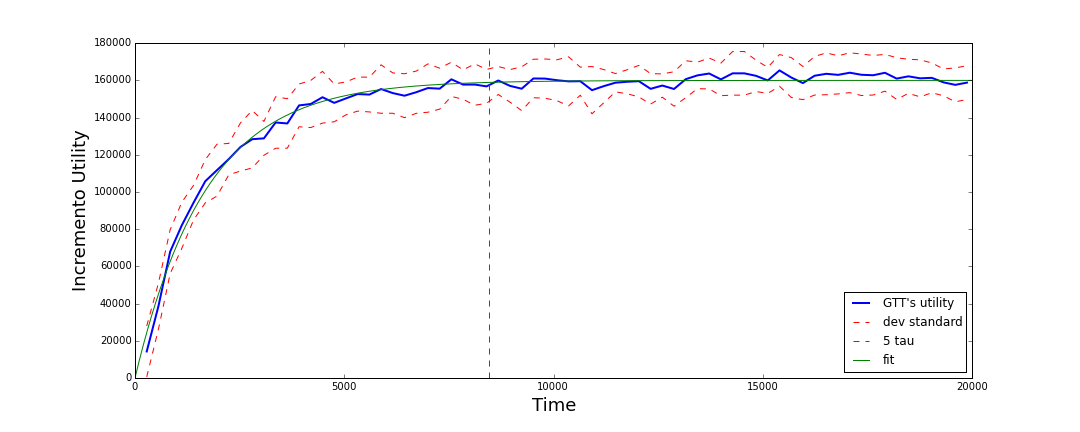 180000
160000
140000
120000
100000
80000
60000
40000
20000
0
Incremento Utility
0 5000 10000 15000 20000
Time
GTT's utility
dev standard
5 tau
fit